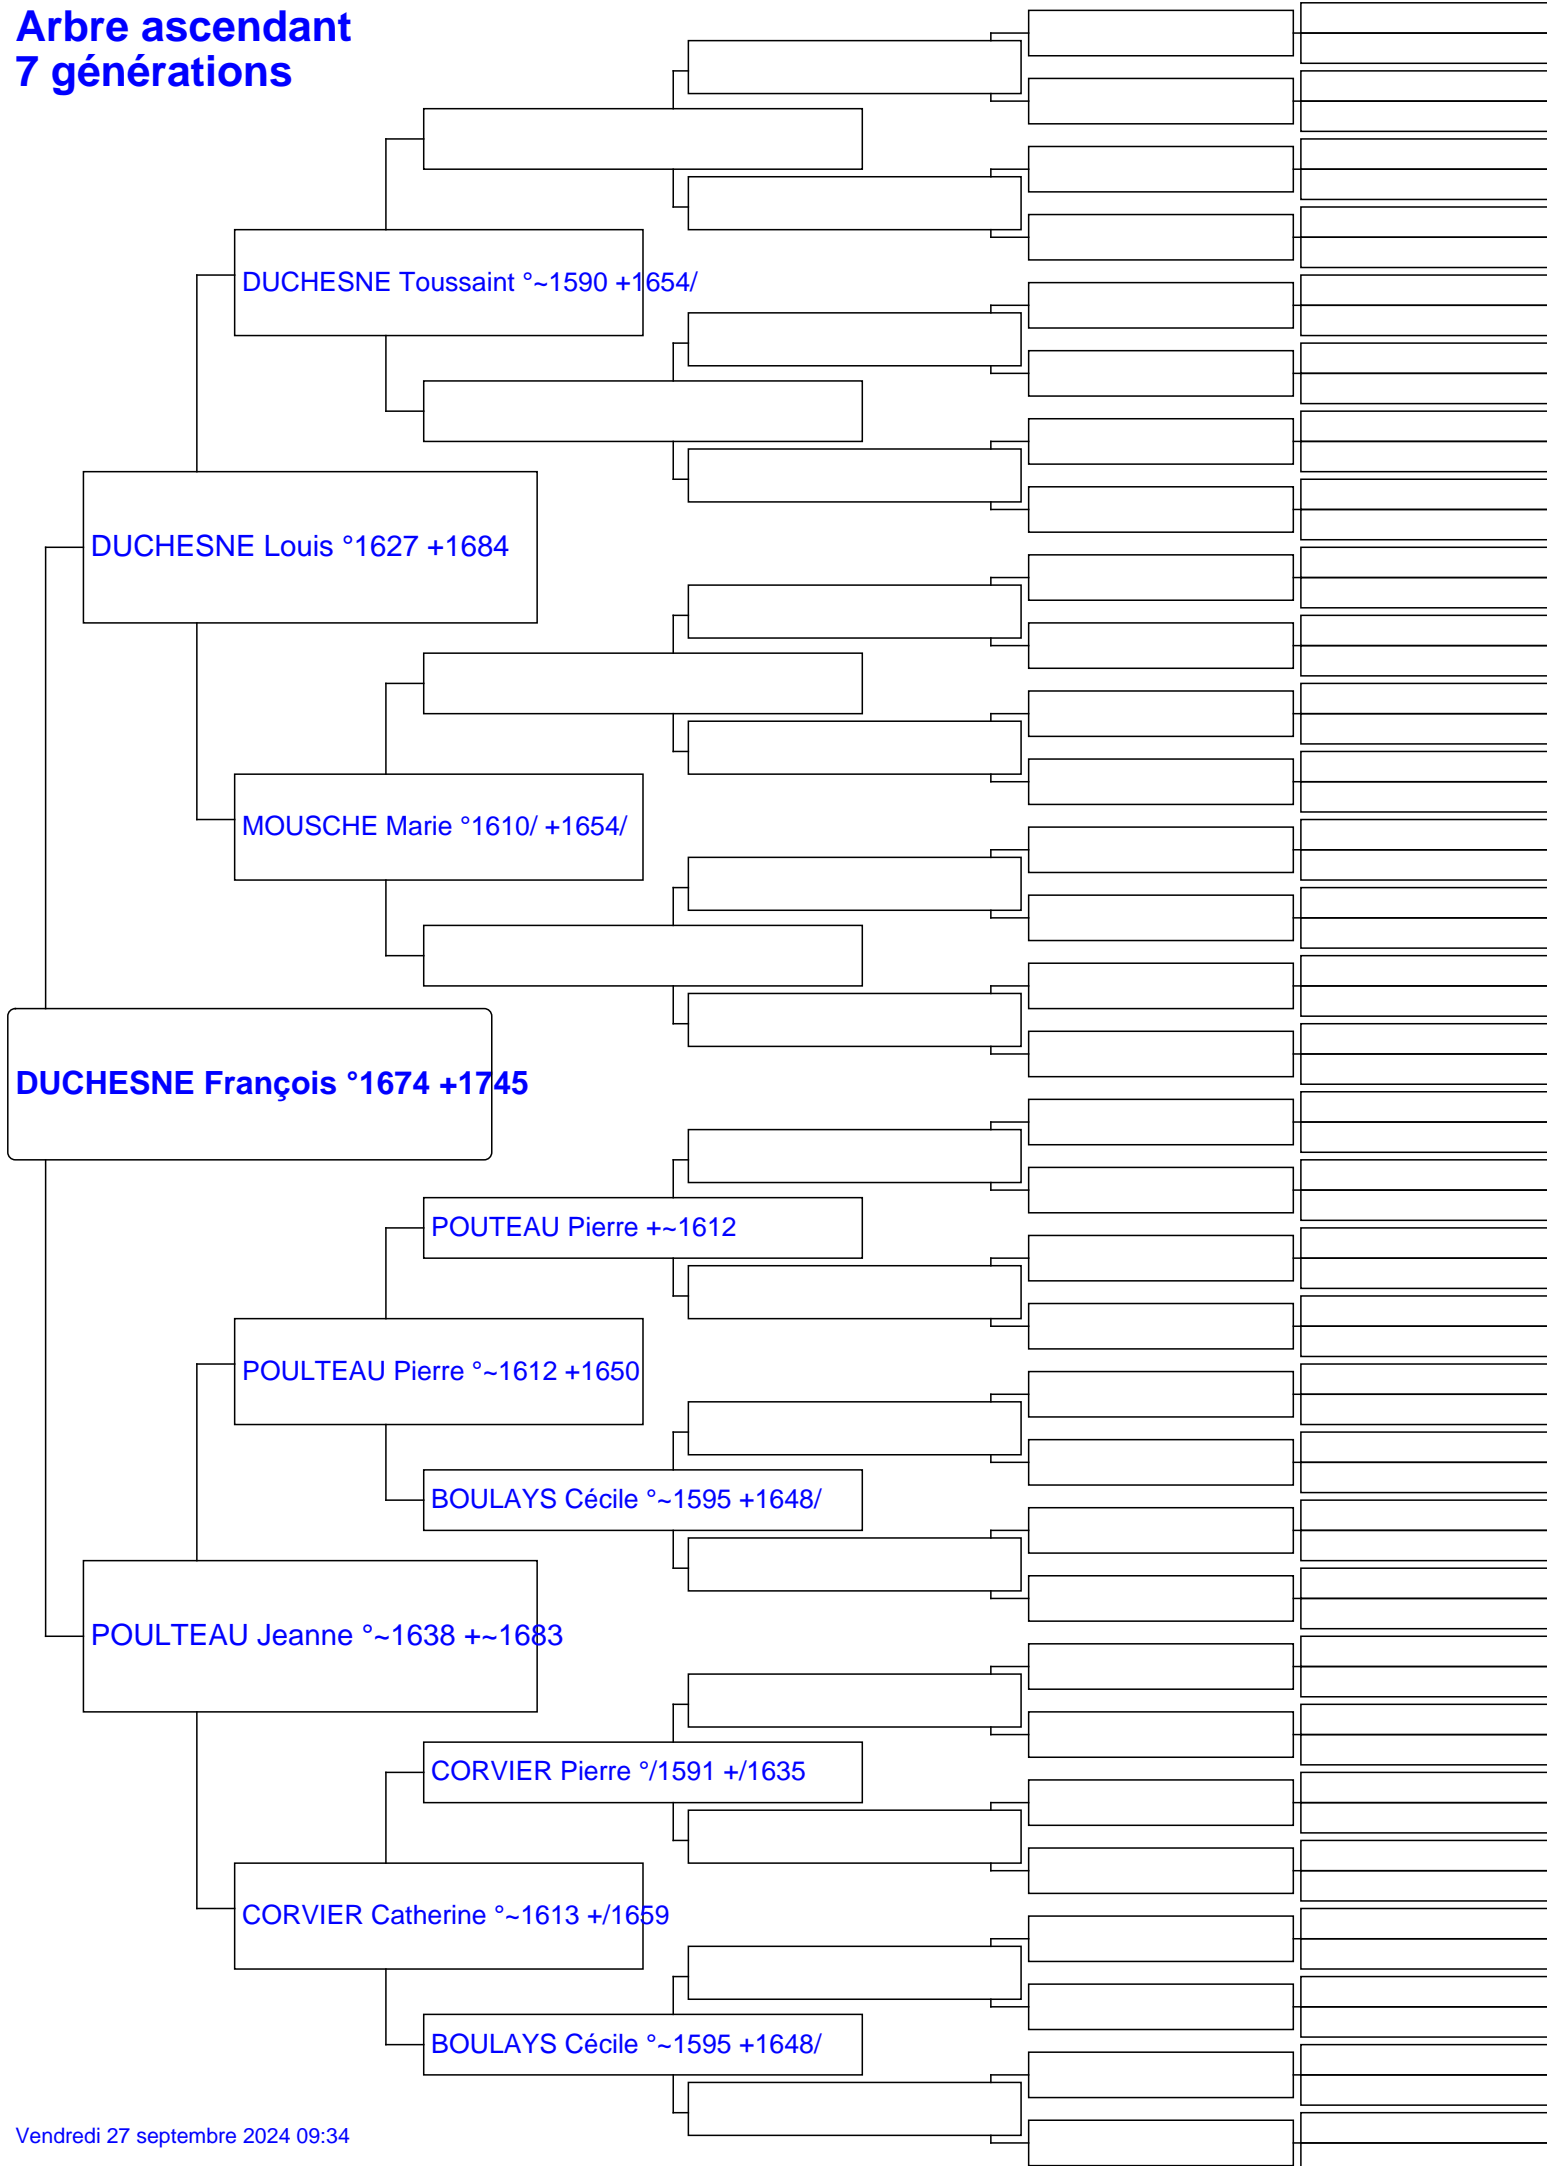 Arbre ascendant
7 générations
DUCHESNE Toussaint °~1590 +1654/
DUCHESNE Louis °1627 +1684
MOUSCHE Marie °1610/ +1654/
DUCHESNE François °1674 +1745
POUTEAU Pierre +~1612
POULTEAU Pierre °~1612 +1650
BOULAYS Cécile °~1595 +1648/
POULTEAU Jeanne °~1638 +~1683
CORVIER Pierre °/1591 +/1635
CORVIER Catherine °~1613 +/1659
BOULAYS Cécile °~1595 +1648/
Vendredi 27 septembre 2024 09:34